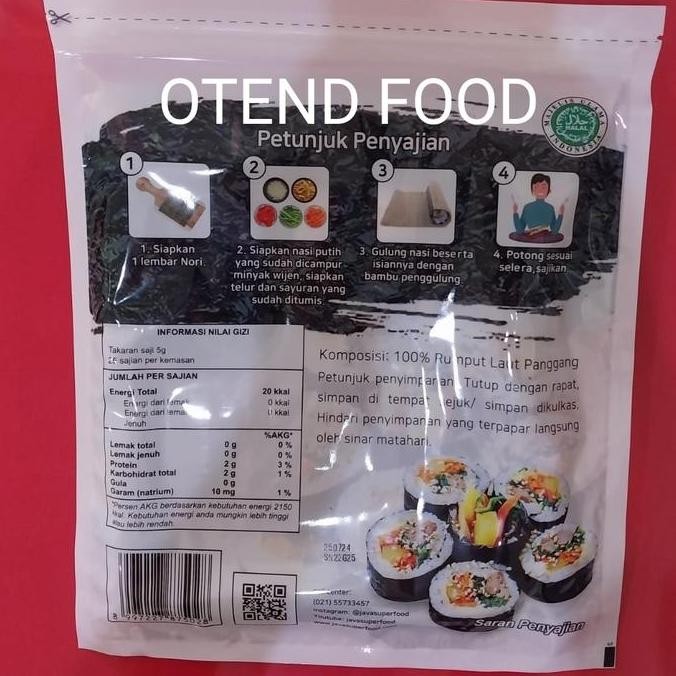 OTEND FOOD
Petunjuk Penyajian
MAJELIS ULAMA
HALAL
INDONESIA
1
2
3
4
1. Siapkan
1 lembar Nori.
2. Siapkan nasi putih
yang sudah dicampur
minyak wijen, siapkan
telur dan sayuran yang
sudah ditumis
3. Gulung nasi beserta
isiannya dengan
bambu penggulung.
4. Potong sesuai
selera, sajikan
INFORMASI NILAI GIZI
Takaran saji 5g
sajian per kemasan
JUMLAH PER SAJIAN
Energi Total 20 kkal
Energi dari lemak 0 kkal
Energi dari lemak 0 kkal
Jenuh
%AKG*
Lemak total 0 g 0 %
Lemak jenuh 0 g 0 %
Protein 2 g 3 %
Karbohidrat total 2 g 1 %
Gula 0 g
Garam (natrium) 10 mg 1 %
*Persen AKG berdasarkan kebutuhan energi 2150
kkal. Kebutuhan energi anda mungkin lebih tinggi
atau lebih rendah.
Komposisi: 100% Rumput Laut Panggang
Petunjuk penyimpanan: Tutup dengan rapat,
simpan di tempat sejuk/ simpan dikulkas.
Hindari penyimpanan yang terpapar langsung
oleh sinar matahari.
250724
(021) 55733457
Instagram: @javasuperfood
Youtube: javasuperfood
Saran Penyajian